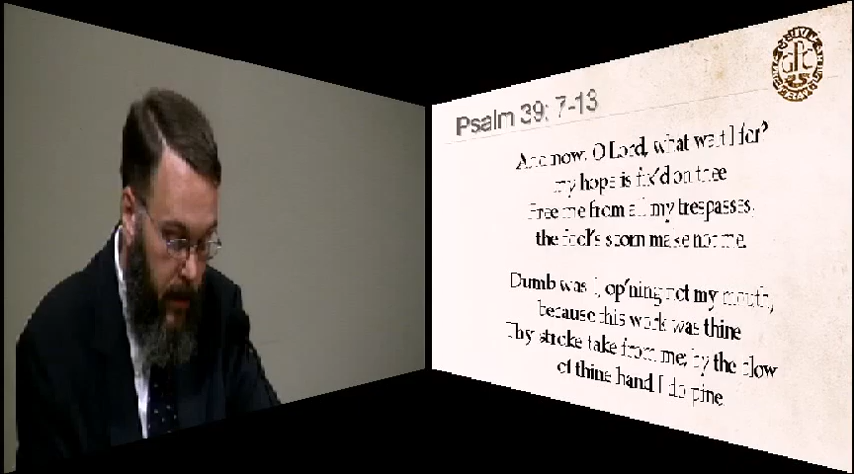 Psalm 39: 7-13
And now, O Lord, what wait I for?
my hope is fix'd on thee
Free me from all my trespasses,
the fool's scorn make not me.
Dumb was I, op'ning not my mouth,
because this work was thine
Thy stroke take from me; by the blow
of thine hand I do pine